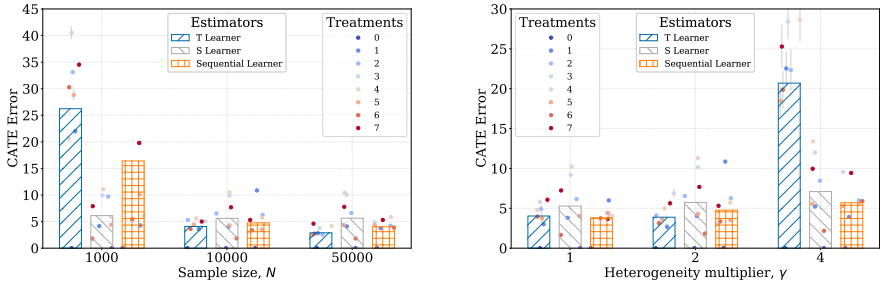 45
40
35
30
25
20
15
10
5
0
CATE Error
Estimators
T Learner
S Learner
Sequential Learner
Treatments
0
1
2
3
4
5
6
7
1000
10000
50000
Sample size, N
30
25
20
15
10
5
0
CATE Error
Treatments
0
1
2
3
4
5
6
7
Estimators
T Learner
S Learner
Sequential Learner
1
2
4
Heterogeneity multiplier, γ